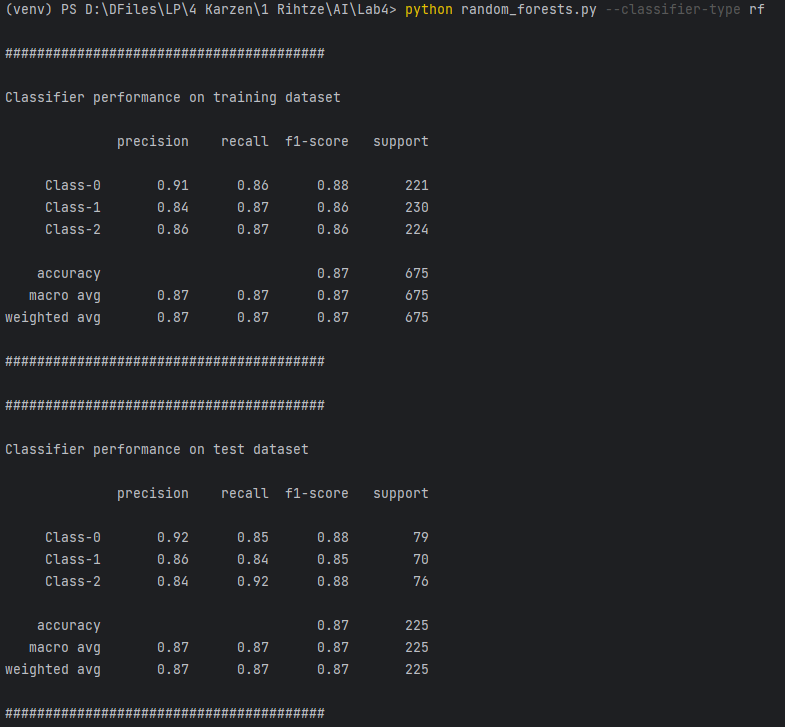 (venv) PS D:\DFiles\LP\4 Karzen\1 Rihtze\AI\Lab4> python random_forests.py --classifier-type rf
########################################
Classifier performance on training dataset
precision recall f1-score support
Class-0 0.91 0.86 0.88 221
Class-1 0.84 0.87 0.86 230
Class-2 0.86 0.87 0.86 224
accuracy 0.87 675
macro avg 0.87 0.87 0.87 675
weighted avg 0.87 0.87 0.87 675
########################################
########################################
Classifier performance on test dataset
precision recall f1-score support
Class-0 0.92 0.85 0.88 79
Class-1 0.86 0.84 0.85 70
Class-2 0.84 0.92 0.88 76
accuracy 0.87 225
macro avg 0.87 0.87 0.87 225
weighted avg 0.87 0.87 0.87 225
########################################